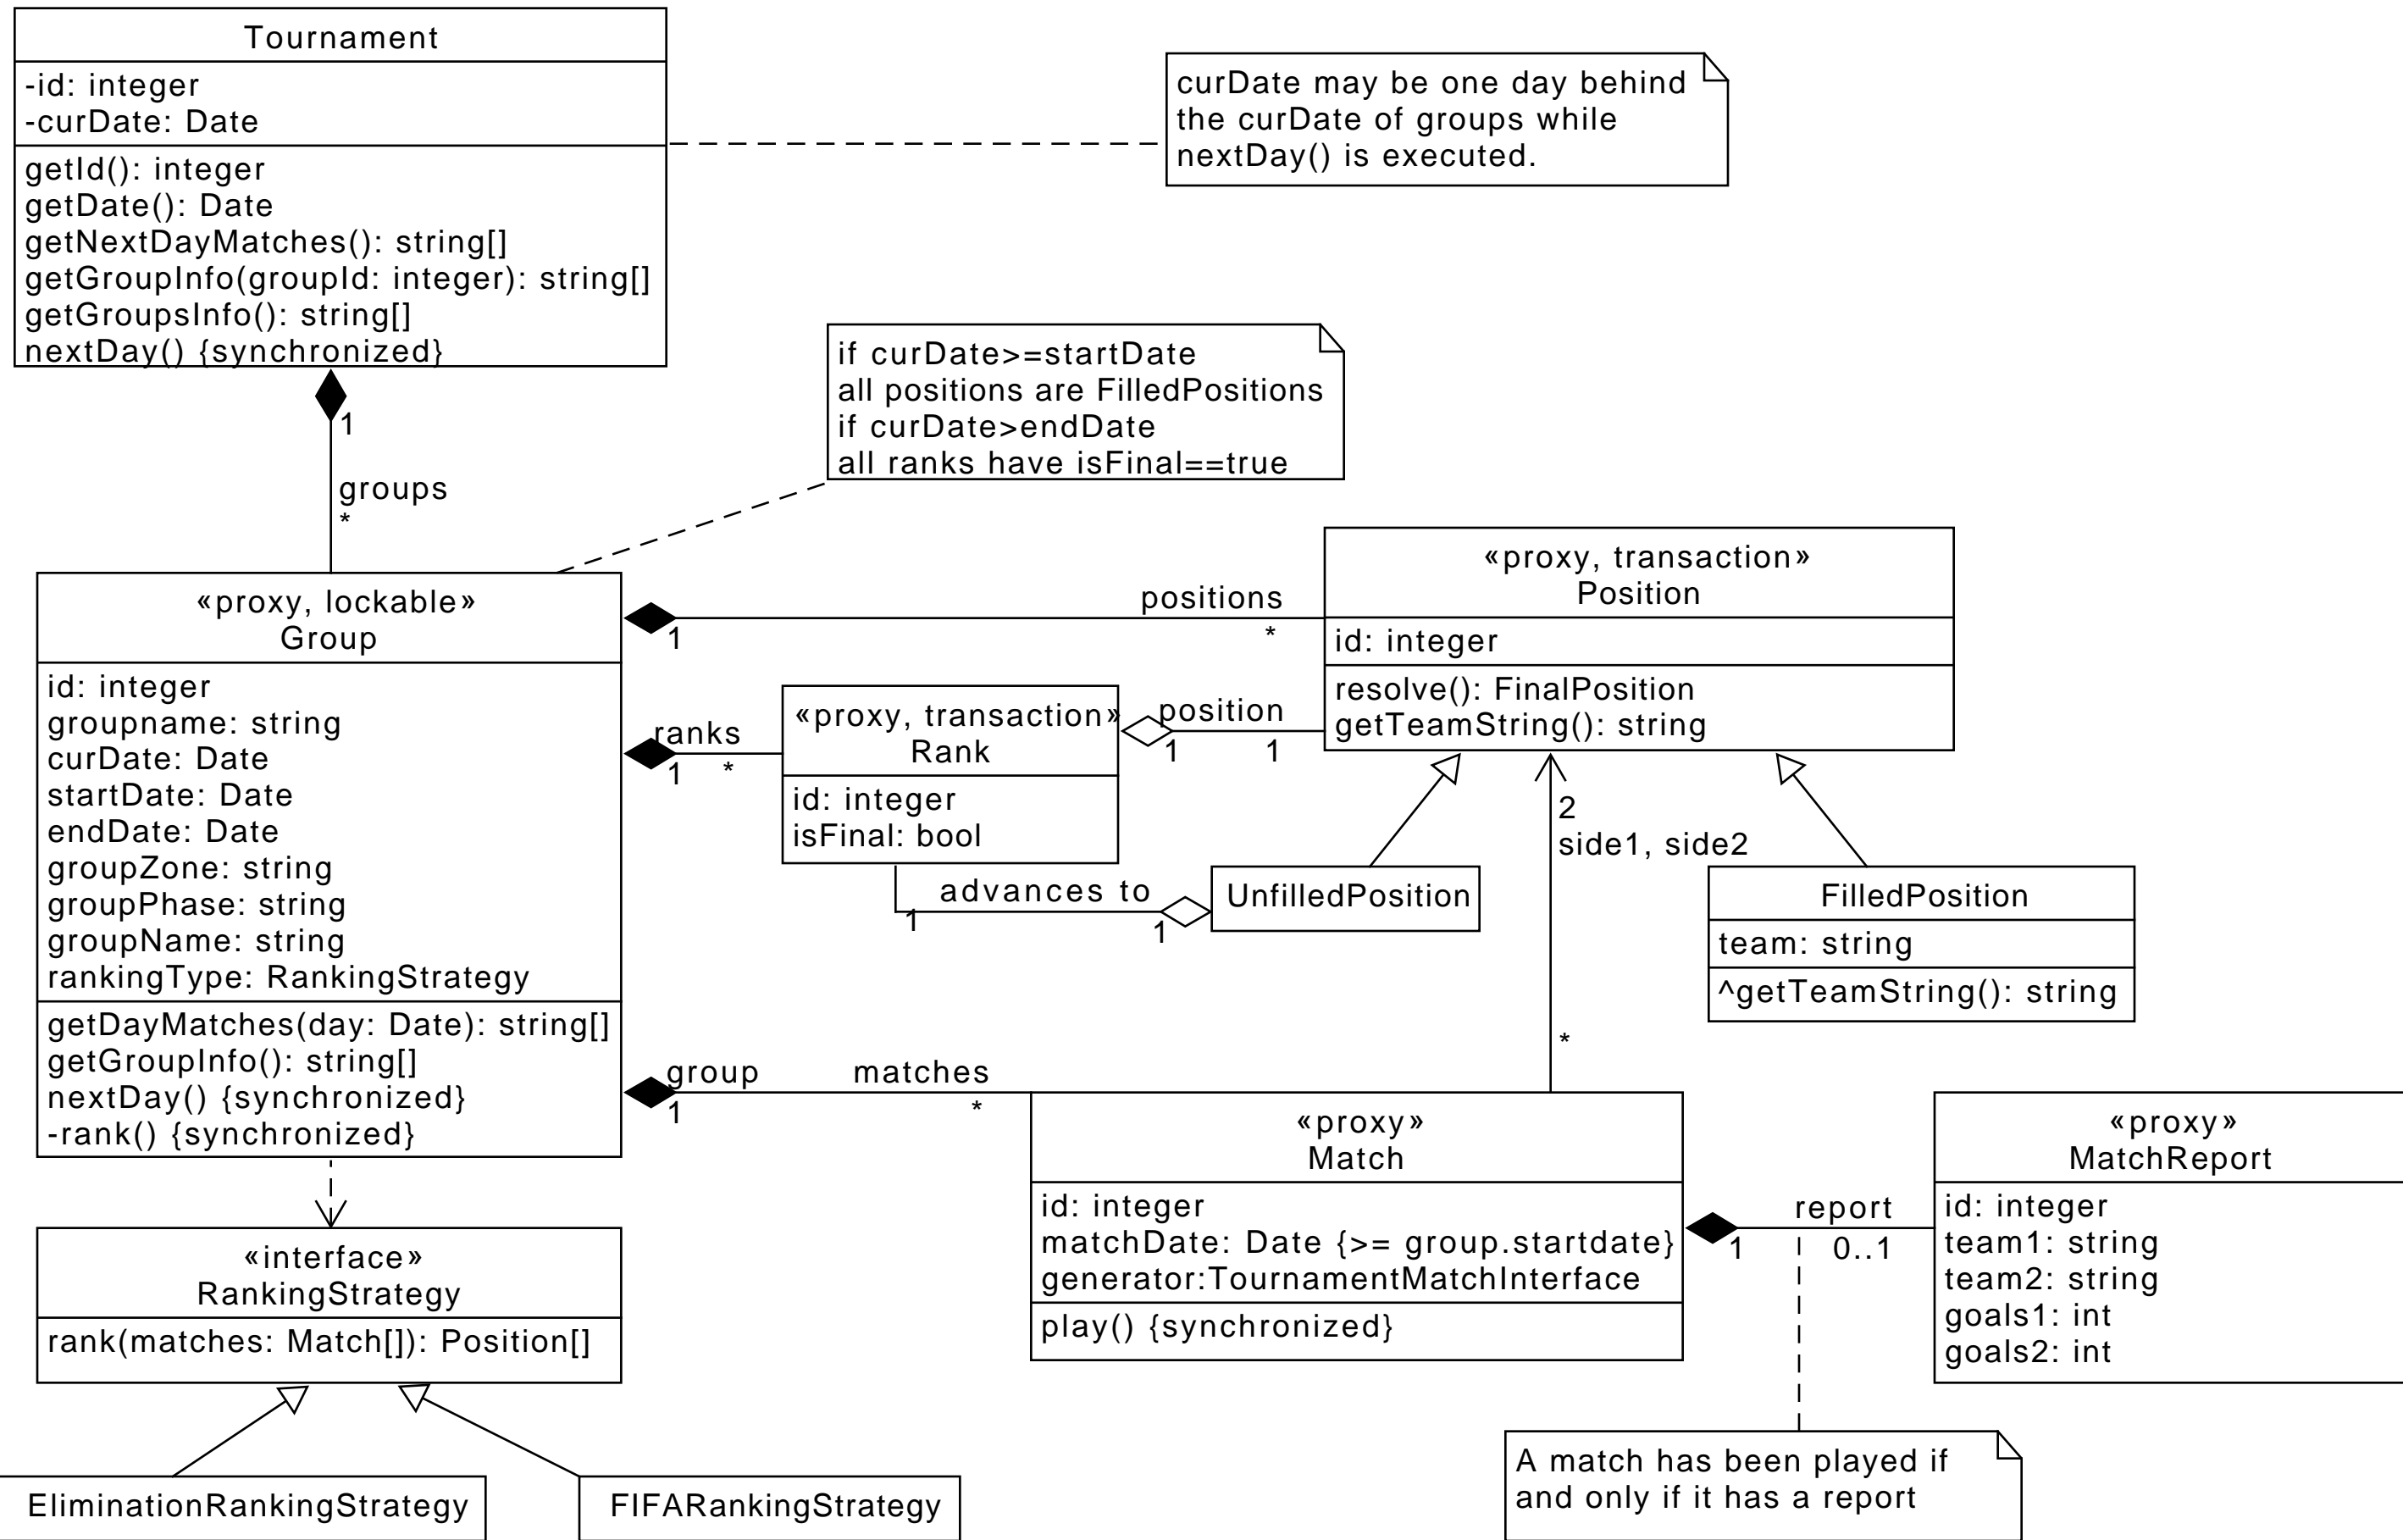 Tournament
-id: integer
-curDate: Date
getId(): integer
getDate(): Date
getNextDayMatches(): string[]
getGroupInfo(groupId: integer): string[]
getGroupsInfo(): string[]
nextDay() {synchronized}
curDate may be one day behind
the curDate of groups while
nextDay() is executed.
1
groups
*
if curDate>=startDate
all positions are FilledPositions
if curDate>endDate
all ranks have isFinal==true
«proxy, lockable»
Group
id: integer
groupname: string
curDate: Date
startDate: Date
endDate: Date
groupZone: string
groupPhase: string
groupName: string
rankingType: RankingStrategy
getDayMatches(day: Date): string[]
getGroupInfo(): string[]
nextDay() {synchronized}
-rank() {synchronized}
positions
1
*
«proxy, transaction»
Position
id: integer
resolve(): FinalPosition
getTeamString(): string
ranks
1
*
«proxy, transaction»
Rank
id: integer
isFinal: bool
position
1
1
advances to
1
1
UnfilledPosition
2
side1, side2
*
FilledPosition
team: string
^getTeamString(): string
group
matches
1
*
«proxy»
Match
id: integer
matchDate: Date {>= group.startdate}
generator:TournamentMatchInterface
play() {synchronized}
report
1
0..1
«proxy»
MatchReport
id: integer
team1: string
team2: string
goals1: int
goals2: int
«interface»
RankingStrategy
rank(matches: Match[]): Position[]
EliminationRankingStrategy
FIFARankingStrategy
A match has been played if
and only if it has a report